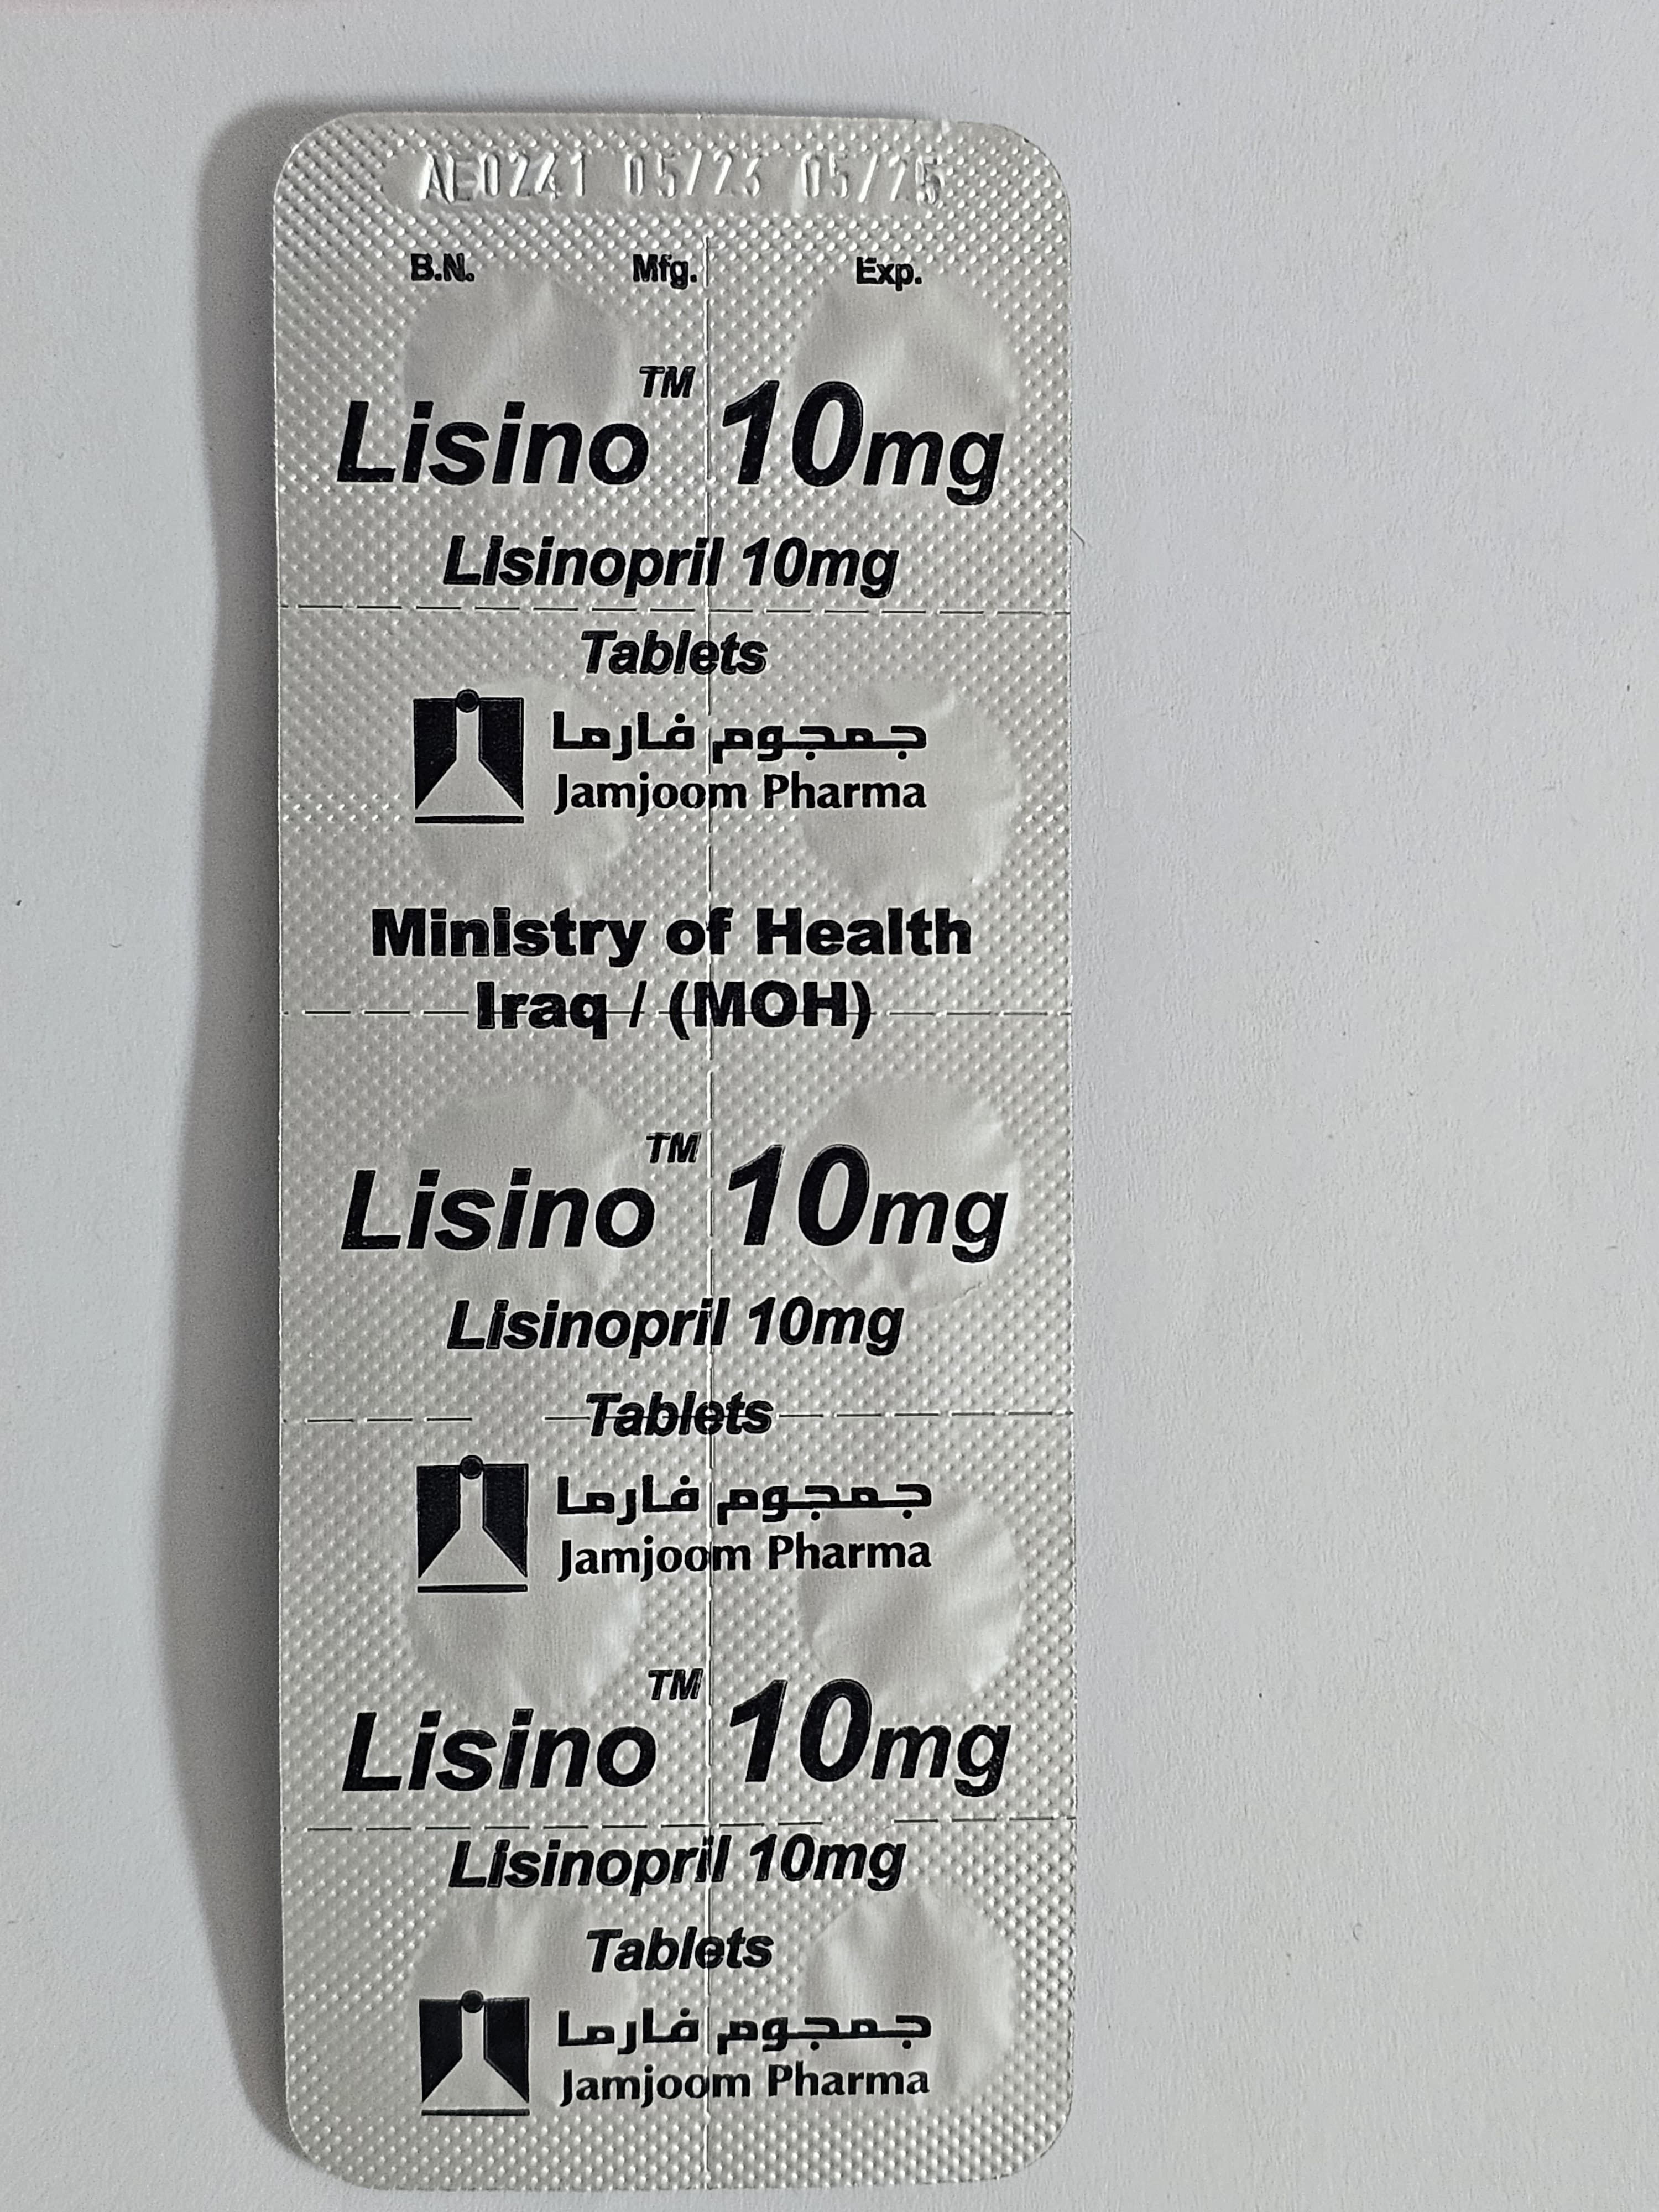 AE0241 05/23 05/25
B.N. Mfg. Exp.
Lisino™ 10mg
Lisinopril 10mg
Tablets
جمجوم فارما
Jamjoom Pharma
Ministry of Health
Iraq / (MOH)
Lisino™ 10mg
Lisinopril 10mg
Tablets
جمجوم فارما
Jamjoom Pharma
Lisino™ 10mg
Lisinopril 10mg
Tablets
جمجوم فارما
Jamjoom Pharma